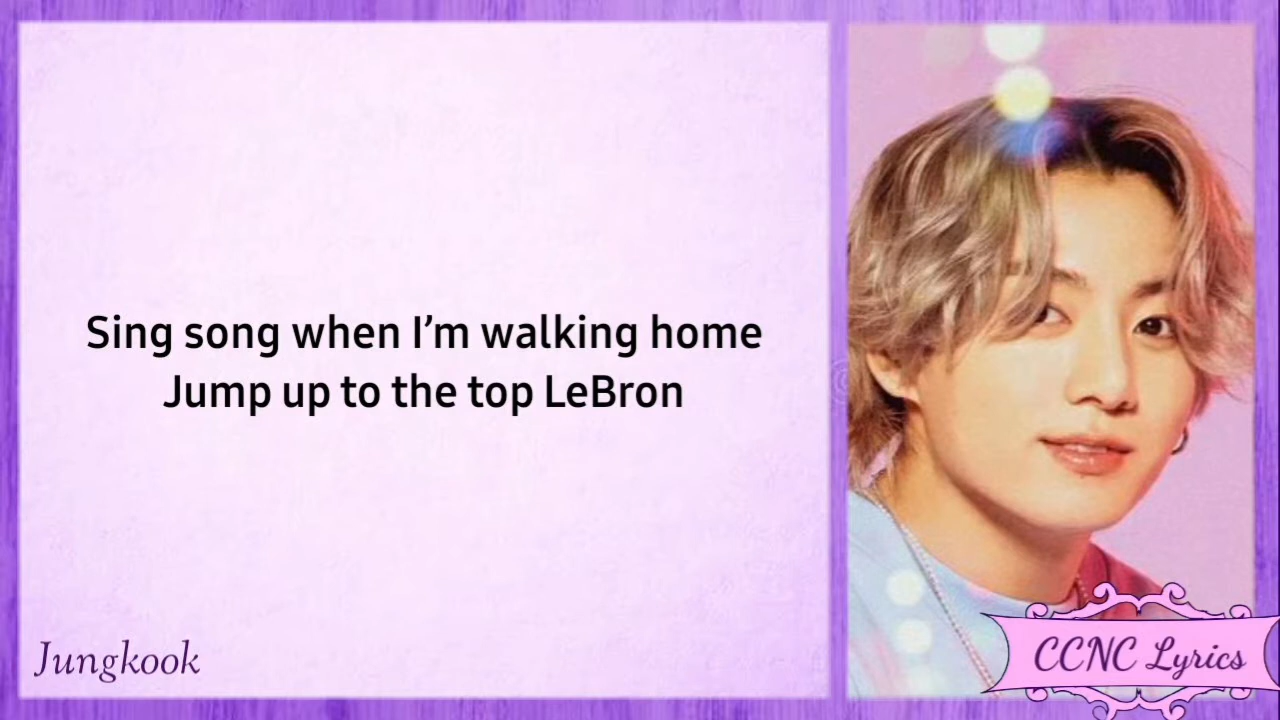 Sing song when I’m walking home
Jump up to the top LeBron
Jungkook
CCNC Lyrics